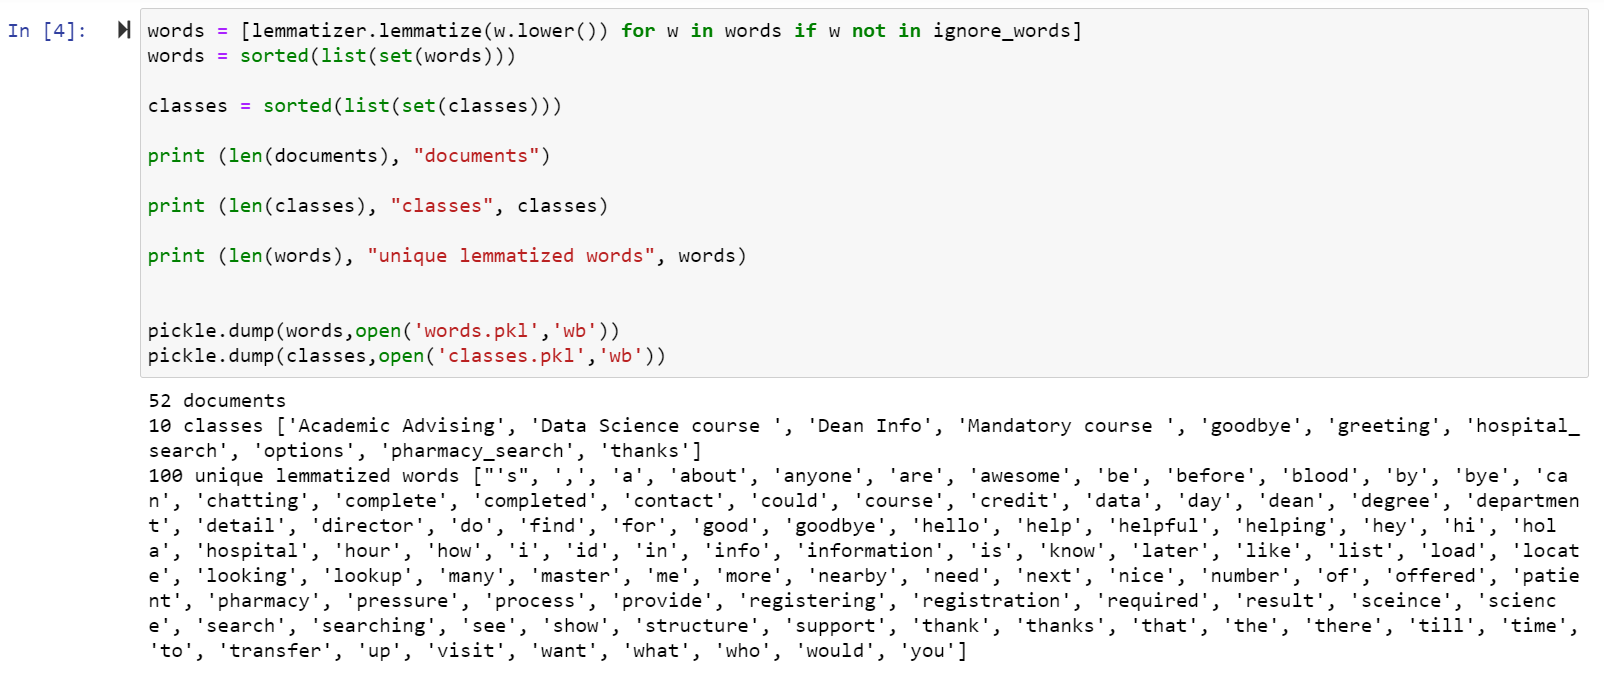 In [4]:
words = [lemmatizer.lemmatize(w.lower()) for w in words if w not in ignore_words]
words = sorted(list(set(words)))
classes = sorted(list(set(classes)))
print (len(documents), "documents")
print (len(classes), "classes", classes)
print (len(words), "unique lemmatized words", words)
pickle.dump(words,open('words.pkl','wb'))
pickle.dump(classes,open('classes.pkl','wb'))
52 documents
10 classes ['Academic Advising', 'Data Science course ', 'Dean Info', 'Mandatory course ', 'goodbye', 'greeting', 'hospital_
search', 'options', 'pharmacy_search', 'thanks']
100 unique lemmatized words ["'s", ',', 'a', 'about', 'anyone', 'are', 'awesome', 'be', 'before', 'blood', 'by', 'bye', 'ca
n', 'chatting', 'complete', 'completed', 'contact', 'could', 'course', 'credit', 'data', 'day', 'dean', 'degree', 'departmen
t', 'detail', 'director', 'do', 'find', 'for', 'good', 'goodbye', 'hello', 'help', 'helpful', 'helping', 'hey', 'hi', 'hol
a', 'hospital', 'hour', 'how', 'i', 'id', 'in', 'info', 'information', 'is', 'know', 'later', 'like', 'list', 'load', 'locat
e', 'looking', 'lookup', 'many', 'master', 'me', 'more', 'nearby', 'need', 'next', 'nice', 'number', 'of', 'offered', 'patie
nt', 'pharmacy', 'pressure', 'process', 'provide', 'registering', 'registration', 'required', 'result', 'sceince', 'scienc
e', 'search', 'searching', 'see', 'show', 'structure', 'support', 'thank', 'thanks', 'that', 'the', 'there', 'till', 'time',
'to', 'transfer', 'up', 'visit', 'want', 'what', 'who', 'would', 'you']